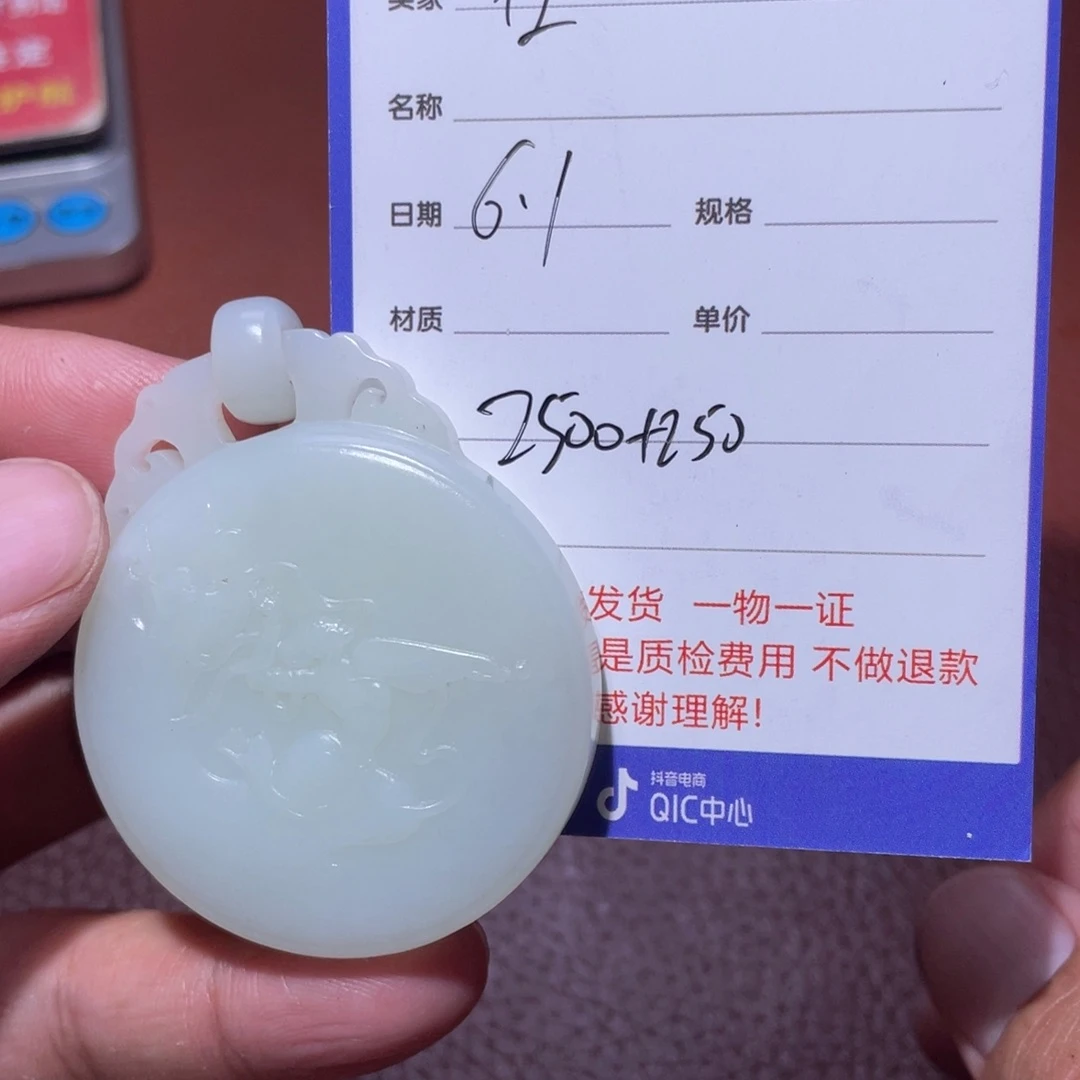 名称
日期 6.1 规格
材质 单价
2500+250
发货 一物一证
是质检费用 不做退款
感谢理解!
抖音电商
QIC中心